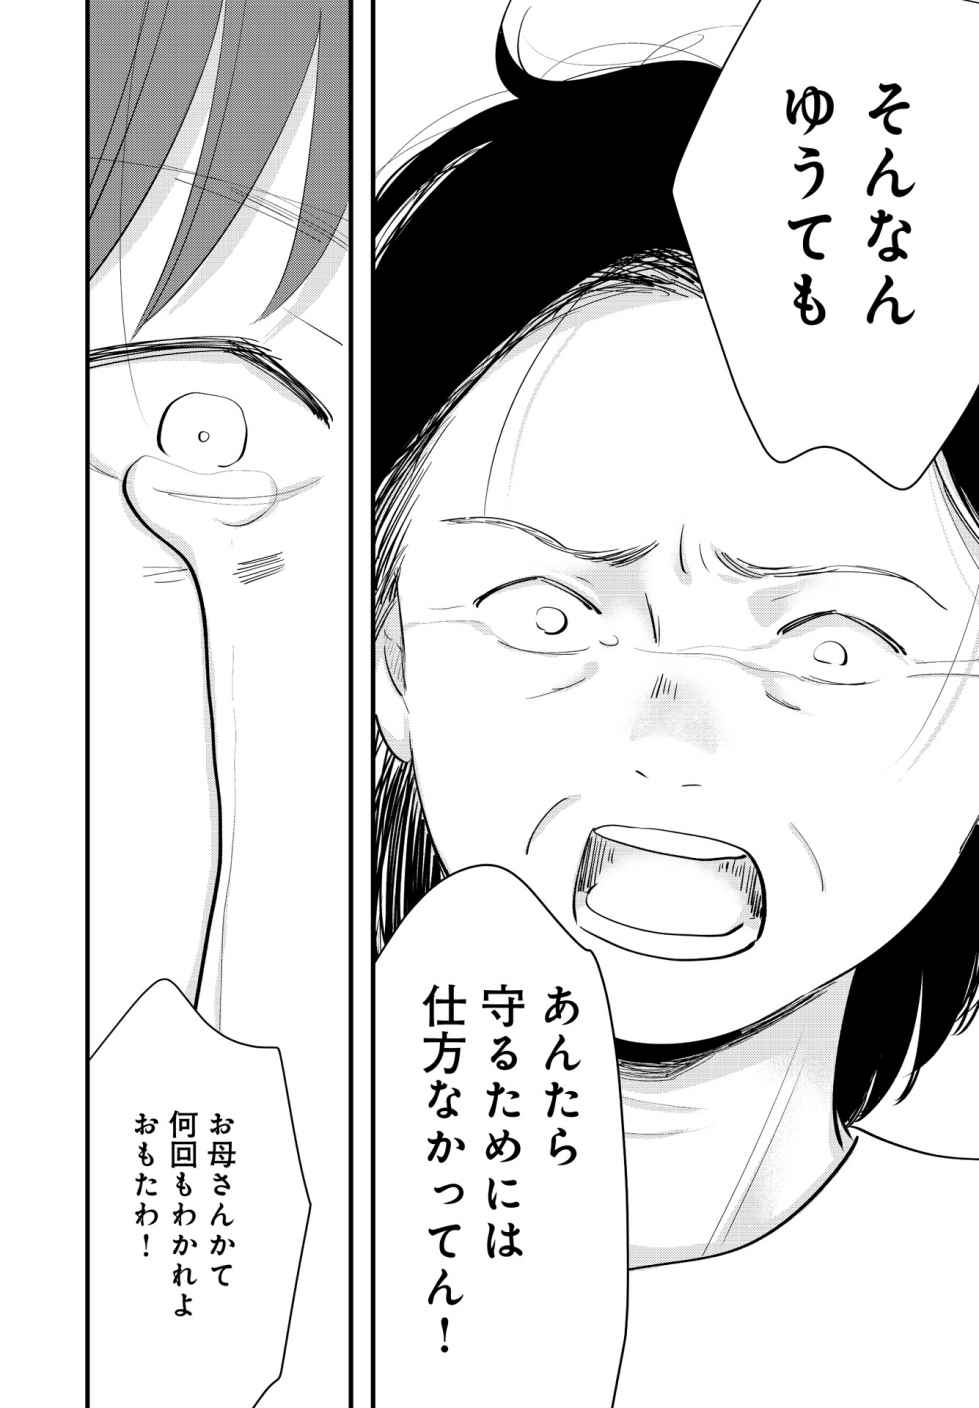 そんなん
ゆうても
あんたら
守るためには
仕方なかってん！
お母さんかて
何回もわかれよ
おもたわ！